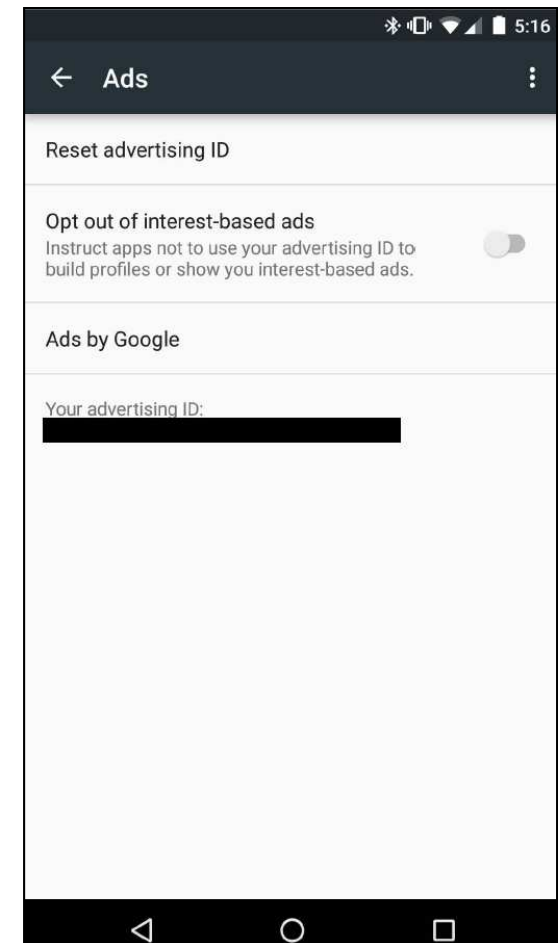 5:16
Ads
Reset advertising ID
Opt out of interest-based ads
Instruct apps not to use your advertising ID to
build profiles or show you interest-based ads.
Ads by Google
Your advertising ID: